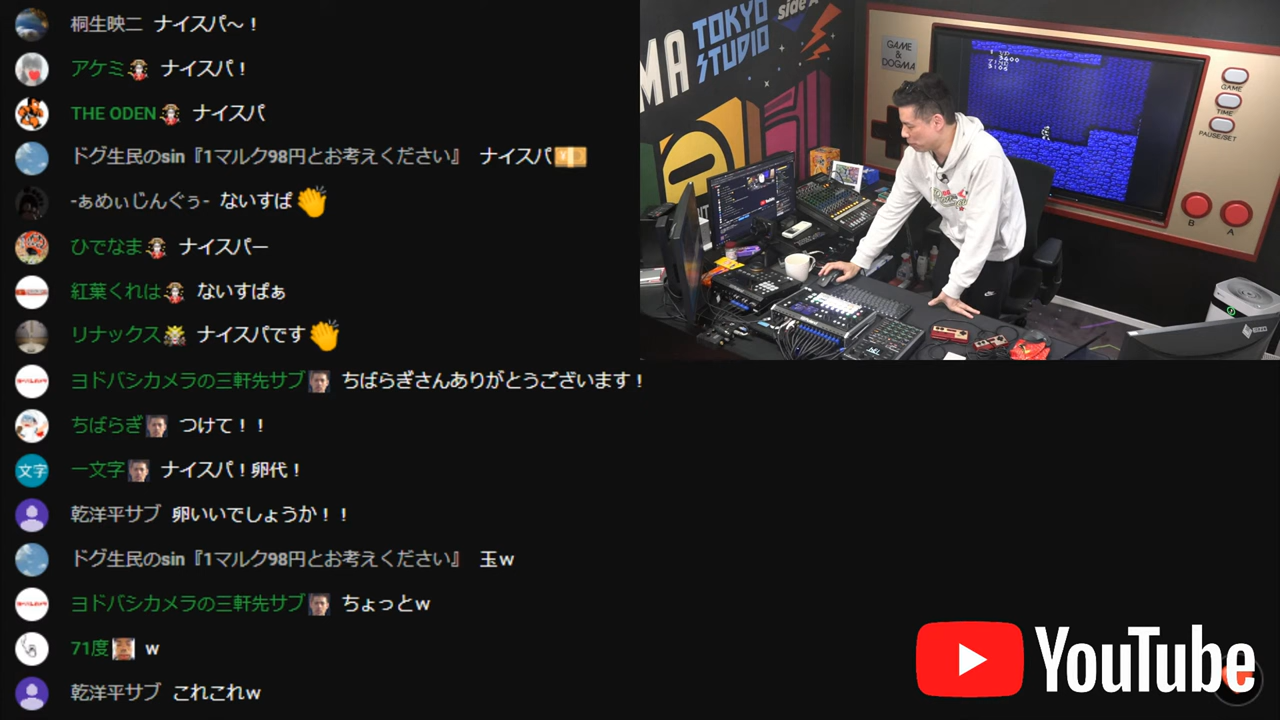 桐生映二 ナイスパ～！
アケミ ナイスパ！
THE ODEN ナイスパ
ドグ生民のsin『1マルク98円とお考えください』 ナイスパ
-ぁめぃじんぐぅ- ないすぱ
ひでなま ナイスパー
紅葉くれは ないすぱぁ
リナックス ナイスパです
ヨドバシカメラの三軒先サブ ちばらぎさんありがとうございます！
ちばらぎ つけて！！
文字 一文字 ナイスパ！卵代！
乾洋平サブ 卵いいでしょうか！！
ドグ生民のsin『1マルク98円とお考えください』 玉w
ヨドバシカメラの三軒先サブ ちょっとw
71度 w
乾洋平サブ これこれw
MA
TOKYO
STUDIO
side A
GAME
& DOGMA
GAME
TIME
PAUSE/SET
B
A
YouTube